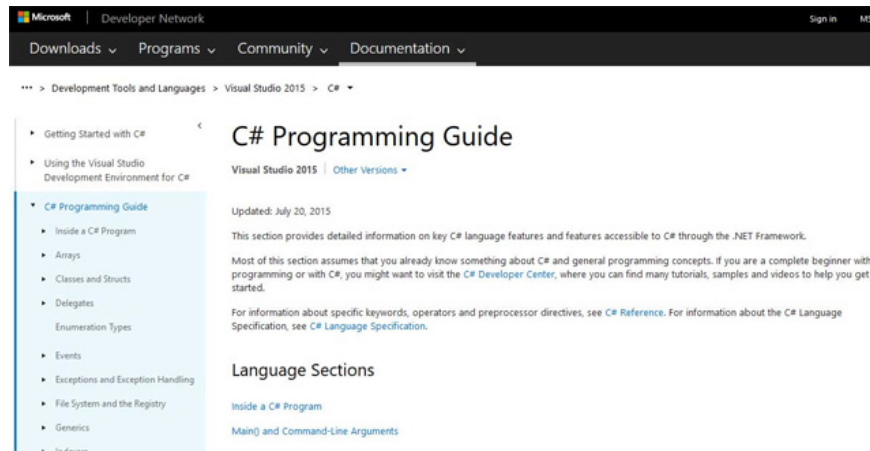 Microsoft | Developer Network
Sign in
Downloads Programs Community Documentation
••• > Development Tools and Languages > Visual Studio 2015 > C#
Getting Started with C#
Using the Visual Studio
Development Environment for C#
C# Programming Guide
Inside a C# Program
Arrays
Classes and Structs
Delegates
Enumeration Types
Events
Exceptions and Exception Handling
File System and the Registry
Generics
C# Programming Guide
Visual Studio 2015 | Other Versions
Updated: July 20, 2015
This section provides detailed information on key C# language features and features accessible to C# through the .NET Framework.
Most of this section assumes that you already know something about C# and general programming concepts. If you are a complete beginner with
programming or with C#, you might want to visit the C# Developer Center, where you can find many tutorials, samples and videos to help you get
started.
For information about specific keywords, operators and preprocessor directives, see C# Reference. For information about the C# Language
Specification, see C# Language Specification.
Language Sections
Inside a C# Program
Main() and Command-Line Arguments